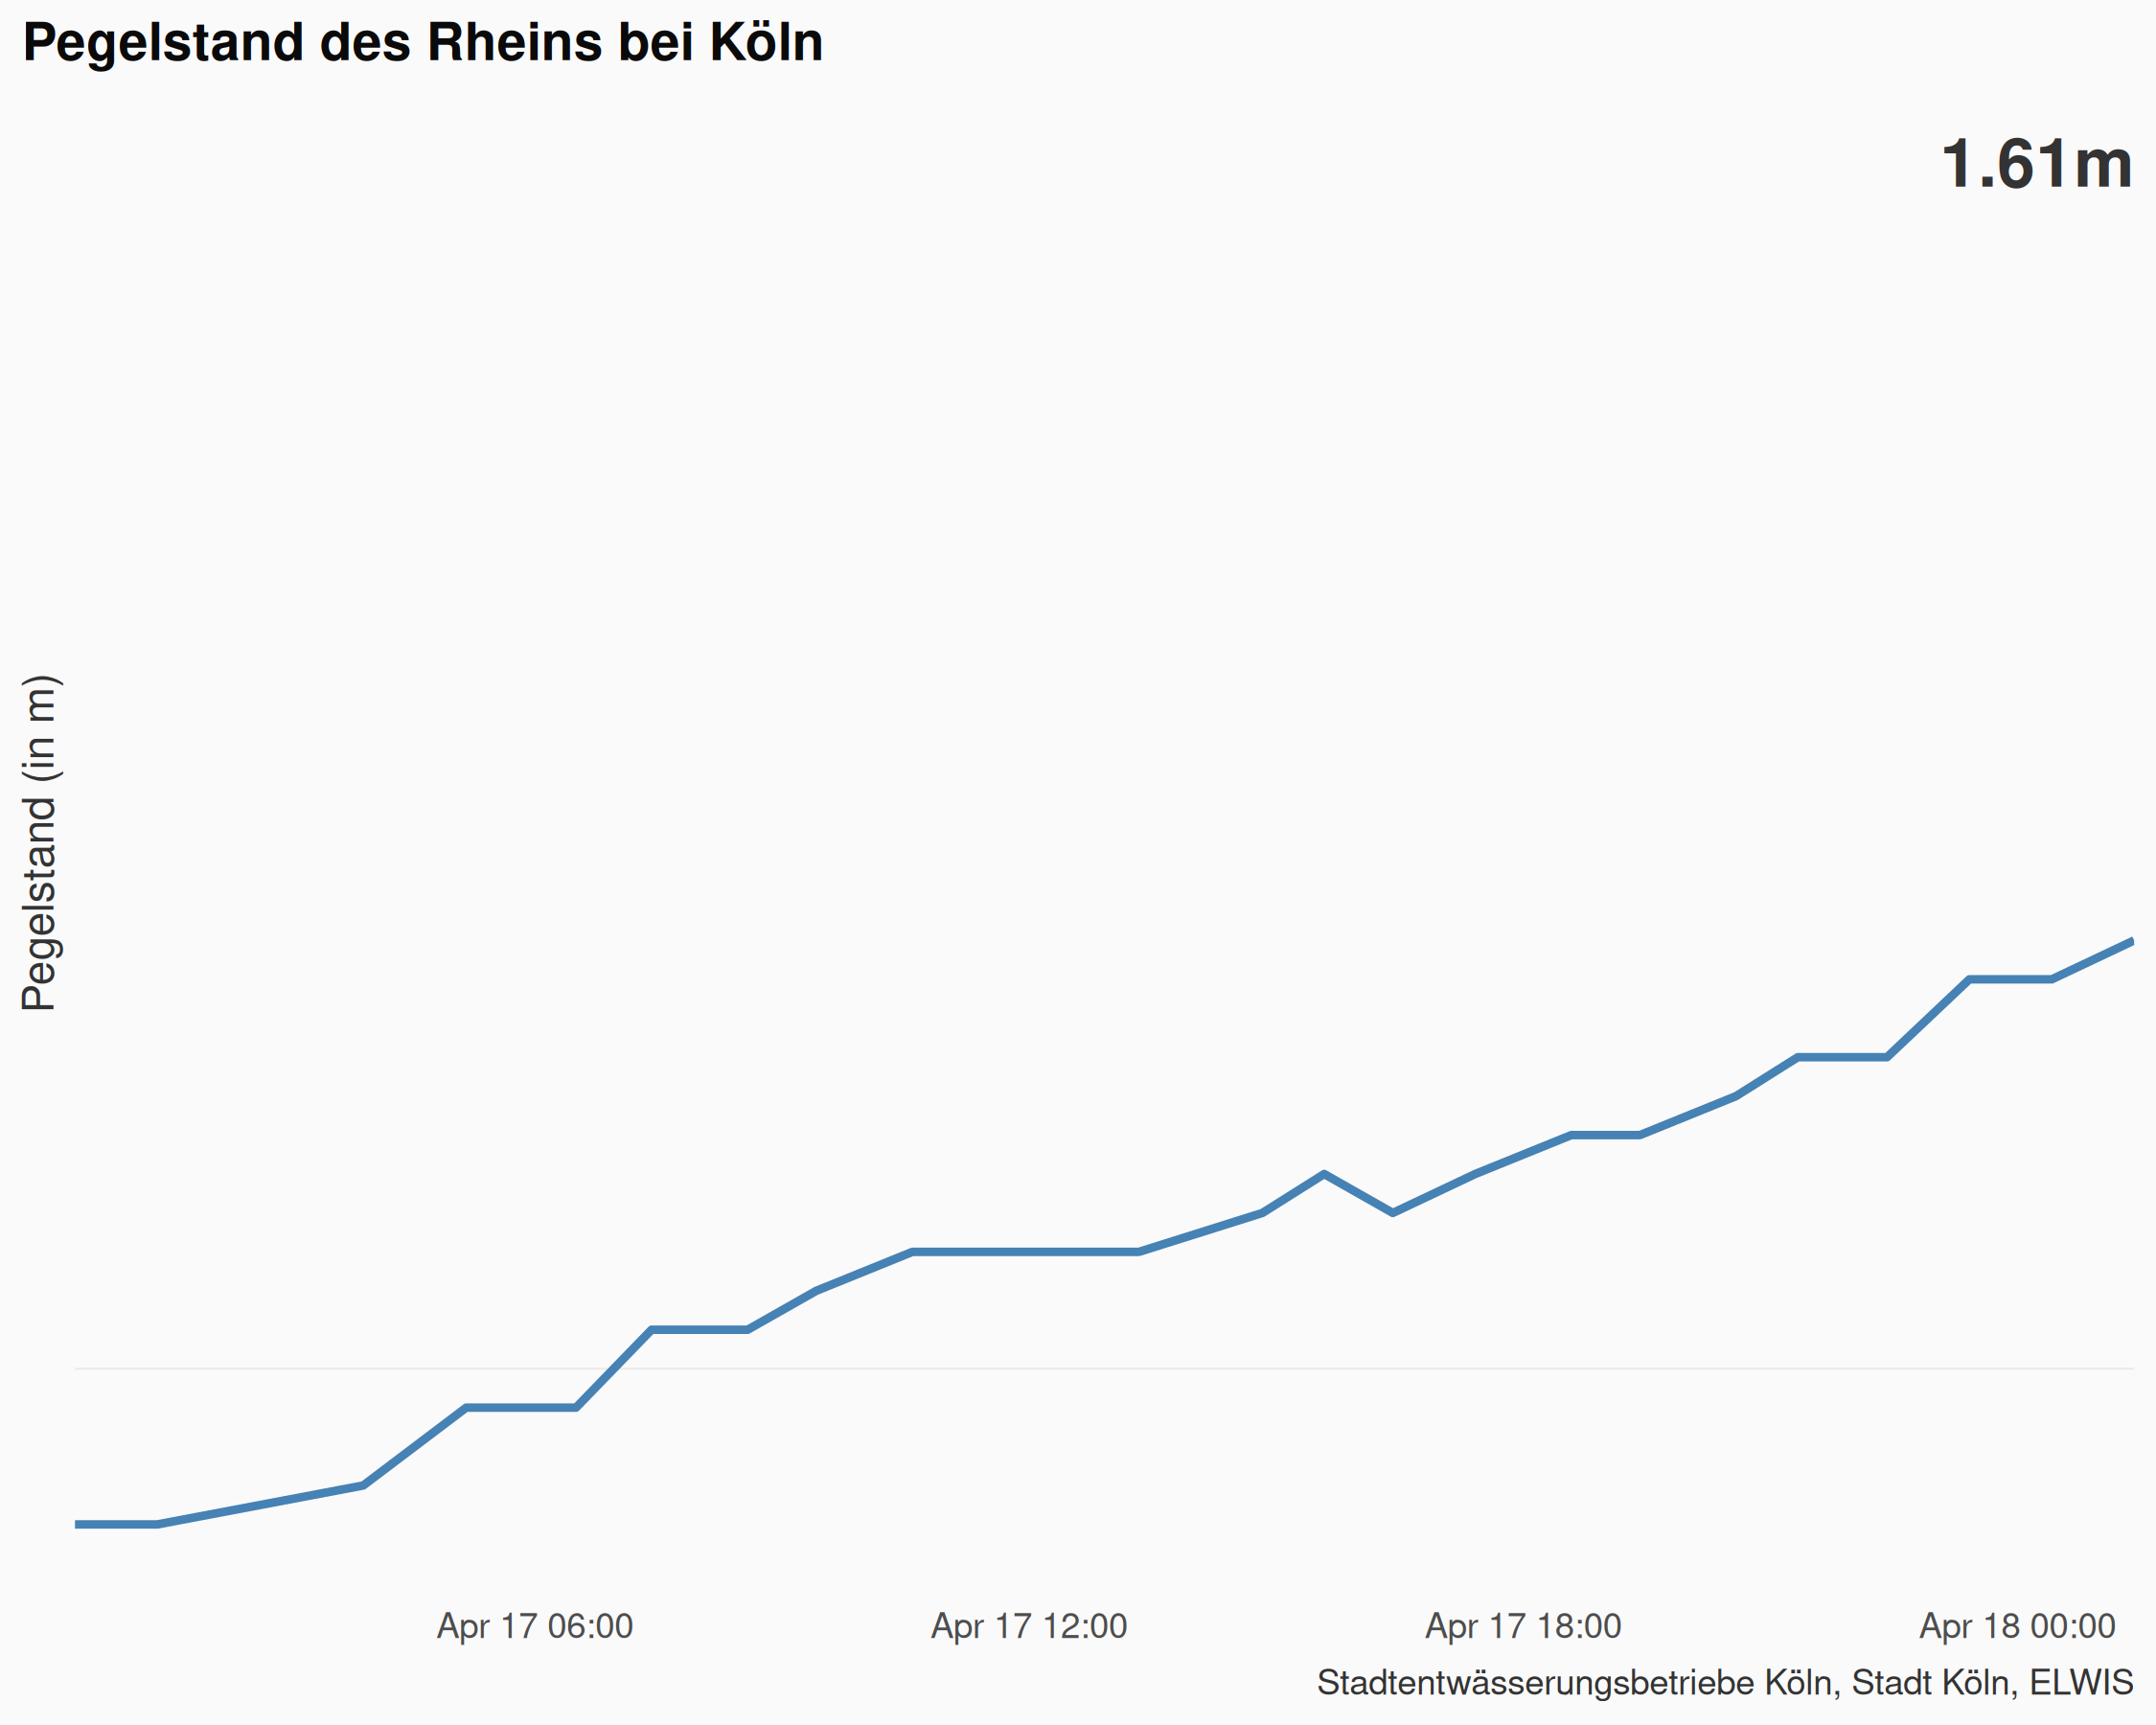 Pegelstand des Rheins bei Köln
1.61m
Pegelstand (in m)
Apr 17 06:00
Apr 17 12:00
Apr 17 18:00
Apr 18 00:00
Stadtentwässerungsbetriebe Köln, Stadt Köln, ELWIS